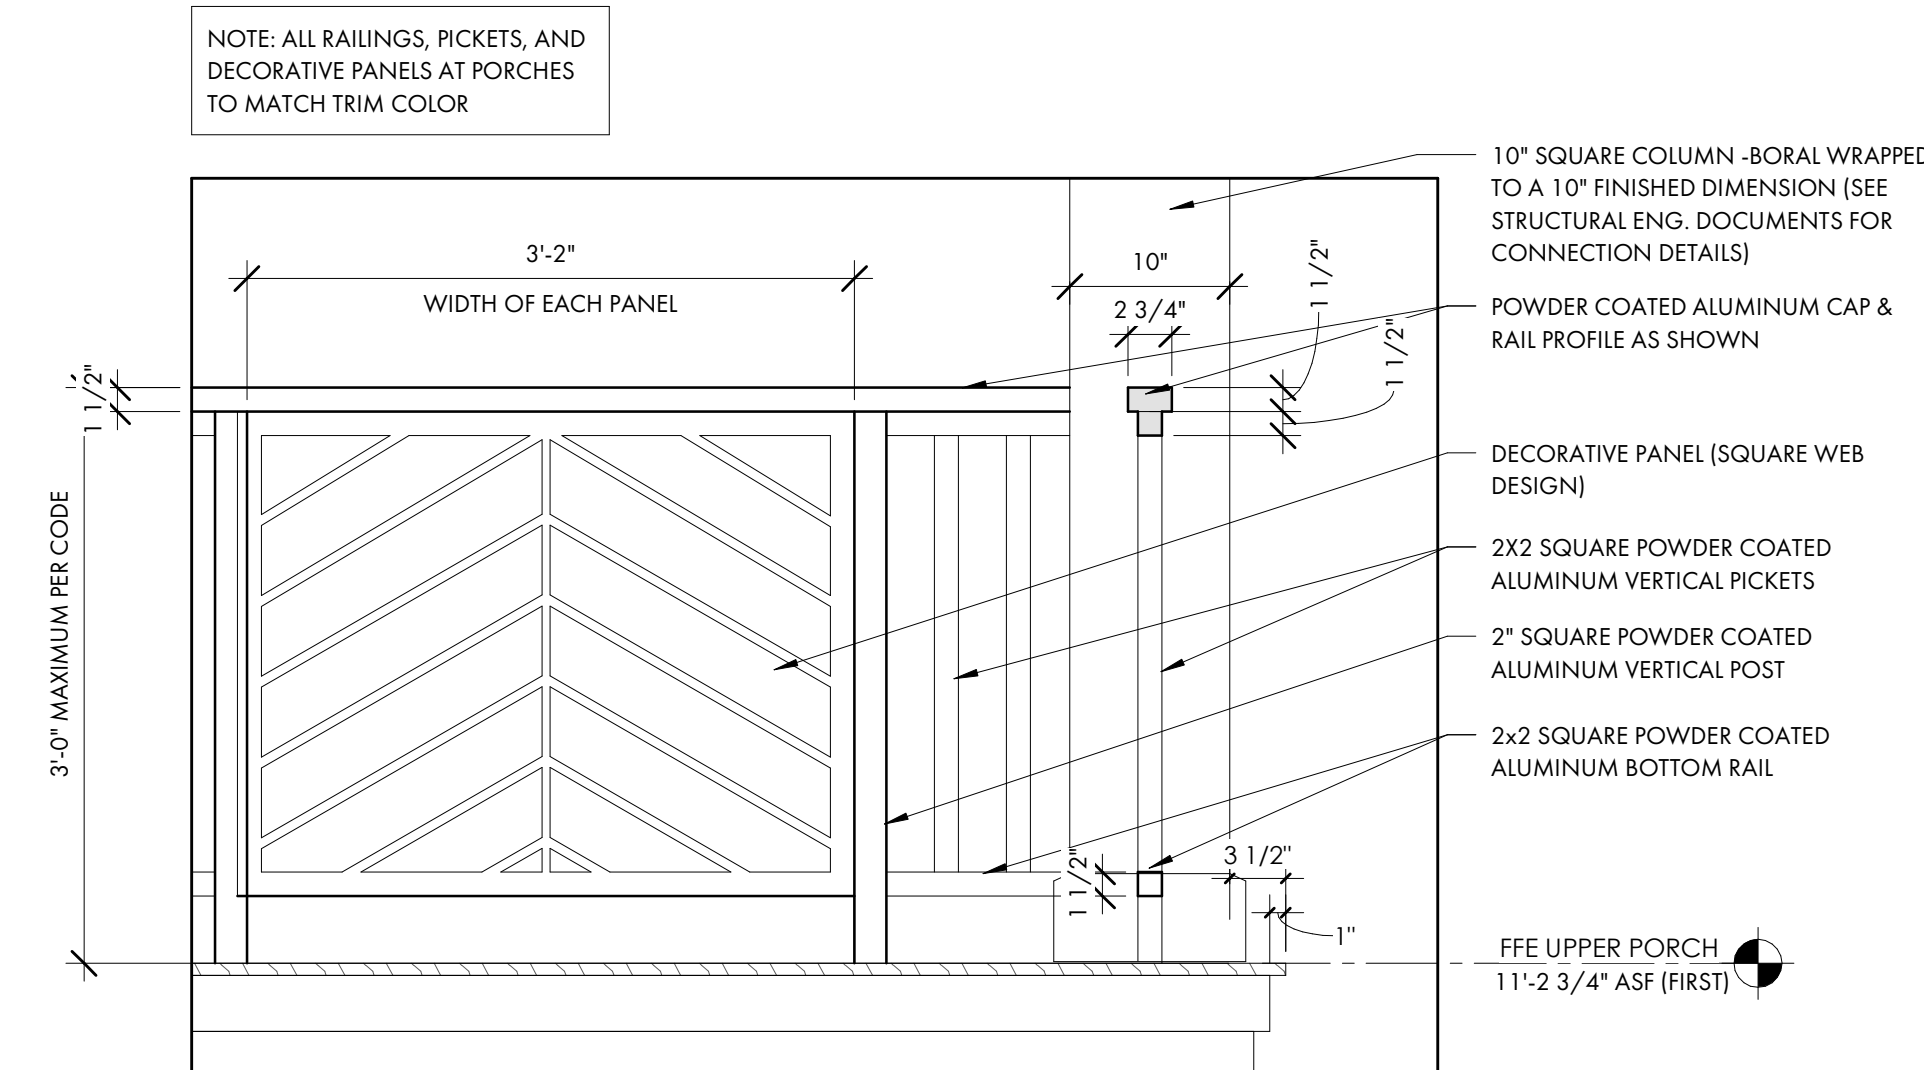 NOTE: ALL RAILINGS, PICKETS, AND
DECORATIVE PANELS AT PORCHES
TO MATCH TRIM COLOR
10" SQUARE COLUMN -BORAL WRAPPED
TO A 10" FINISHED DIMENSION (SEE
STRUCTURAL ENG. DOCUMENTS FOR
CONNECTION DETAILS)
3'-2"
WIDTH OF EACH PANEL
10"
2 3/4"
1 1/2"
1 1/2"
POWDER COATED ALUMINUM CAP &
RAIL PROFILE AS SHOWN
1 1/2"
3'-0" MAXIMUM PER CODE
DECORATIVE PANEL (SQUARE WEB
DESIGN)
2X2 SQUARE POWDER COATED
ALUMINUM VERTICAL PICKETS
2" SQUARE POWDER COATED
ALUMINUM VERTICAL POST
2x2 SQUARE POWDER COATED
ALUMINUM BOTTOM RAIL
1 1/2"
3 1/2"
1"
FFE UPPER PORCH
11'-2 3/4" ASF (FIRST)